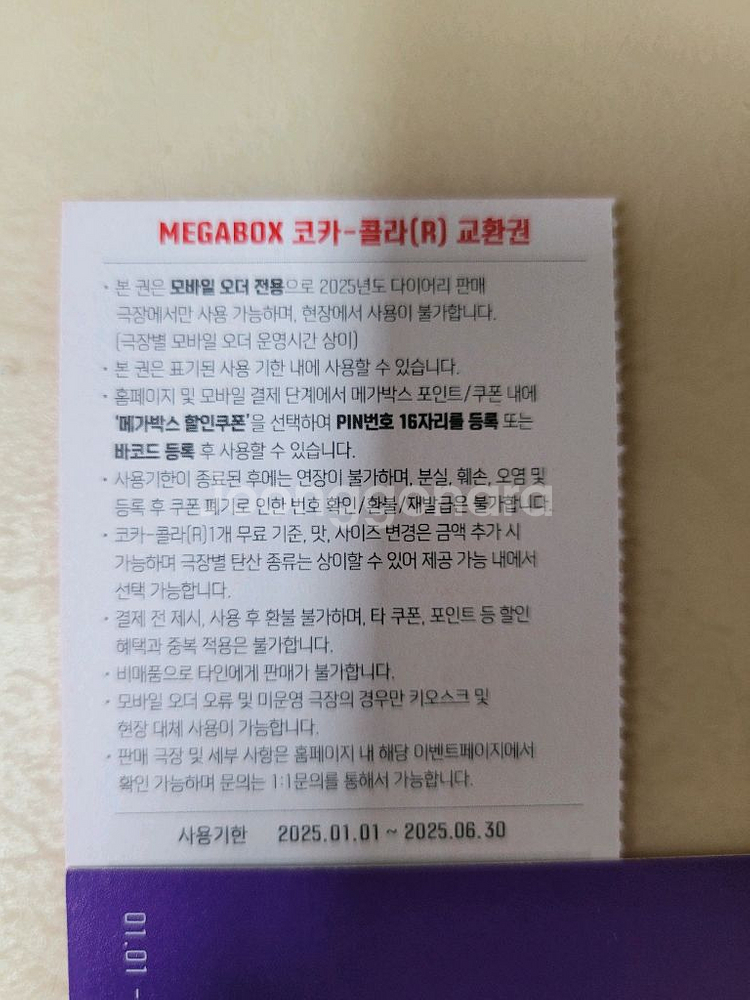 MEGABOX 코카-콜라(R) 교환권
· 본 권은 모바일 오더 전용으로 2025년도 다이어리 판매
극장에서만 사용 가능하며, 현장에서 사용이 불가합니다.
(극장별 모바일 오더 운영시간 상이)
· 본 권은 표기된 사용 기한 내에 사용할 수 있습니다.
· 홈페이지 및 모바일 결제 단계에서 메가박스 포인트/쿠폰 내에
'메가박스 할인쿠폰'을 선택하여 PIN번호 16자리를 등록 또는
바코드 등록 후 사용할 수 있습니다.
· 사용기한이 종료된 후에는 연장이 불가하며, 분실, 훼손, 오염 및
등록 후 쿠폰 폐기로 인한 번호 확인/환불/재발급은 불가합니다.
joonggonara
· 코카-콜라(R)1개 무료 기준, 맛, 사이즈 변경은 금액 추가 시
가능하며 극장별 탄산 종류는 상이할 수 있어 제공 가능 내에서
선택 가능합니다.
· 결제 전 제시, 사용 후 환불 불가하며, 타 쿠폰, 포인트 등 할인
혜택과 중복 적용은 불가합니다.
· 비매품으로 타인에게 판매가 불가합니다.
· 모바일 오더 오류 및 미운영 극장의 경우만 키오스크 및
현장 대체 사용이 가능합니다.
· 판매 극장 및 세부 사항은 홈페이지 내 해당 이벤트페이지에서
확인 가능하며 문의는 1:1문의를 통해서 가능합니다.
사용기한 2025.01.01 ~ 2025.06.30
01.01 -